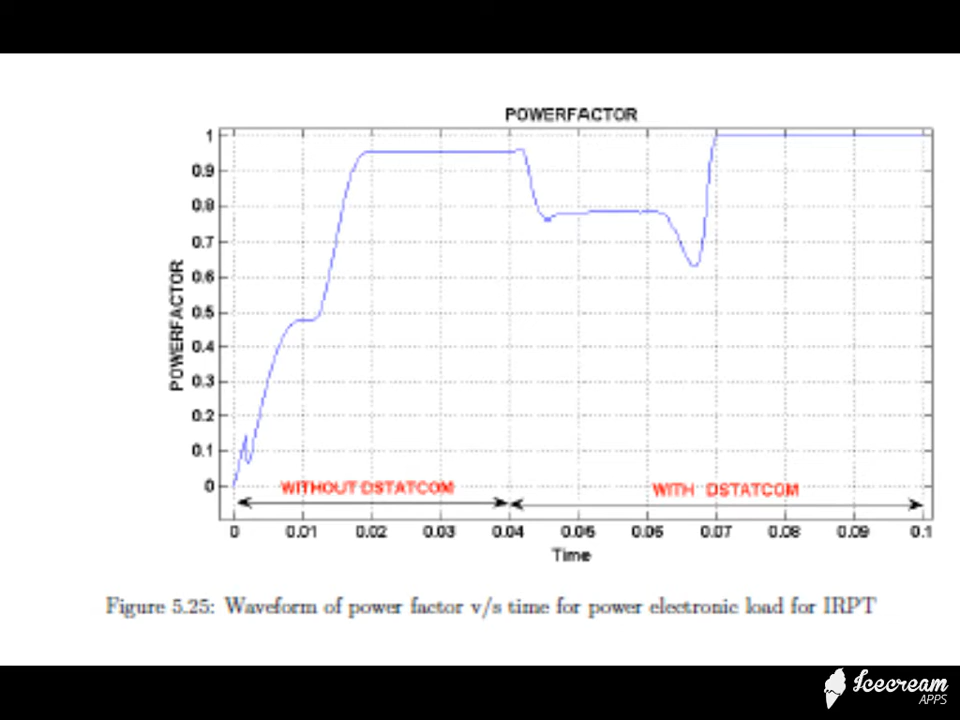 POWERFACTOR
POWERFACTOR
1
0.9
0.8
0.7
0.6
0.5
0.4
0.3
0.2
0.1
0
WITHOUT DSTATCOM
WITH DSTATCOM
0 0.01 0.02 0.03 0.04 0.05 0.06 0.07 0.08 0.09 0.1
Time
Figure 5.25: Waveform of power factor v/s time for power electronic load for IRPT
Icecream
APPS